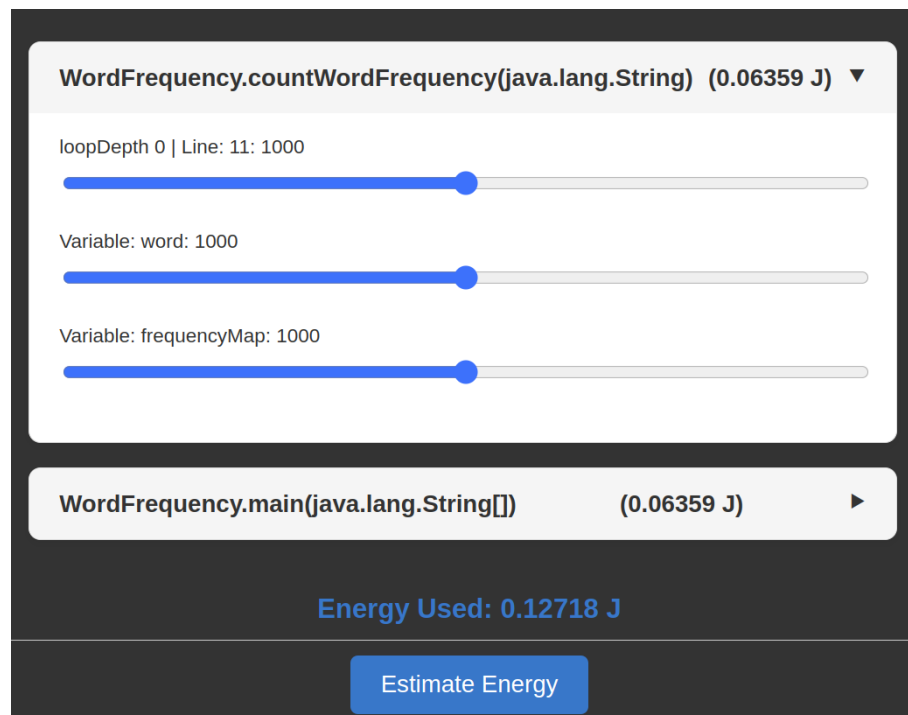 WordFrequency.countWordFrequency(java.lang.String) (0.06359 J) ▼
loopDepth 0 | Line: 11: 1000
Variable: word: 1000
Variable: frequencyMap: 1000
WordFrequency.main(java.lang.String[]) (0.06359 J) ▶
Energy Used: 0.12718 J
Estimate Energy